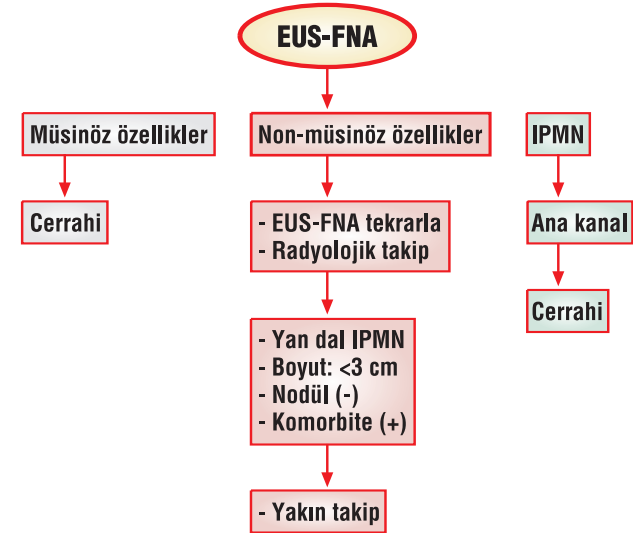 EUS-FNA
Müsinöz özellikler
Non-müsinöz özellikler
IPMN
Cerrahi
- EUS-FNA tekrarla
- Radyolojik takip
Ana kanal
Cerrahi
- Yan dal IPMN
- Boyut: <3 cm
- Nodül (-)
- Komorbite (+)
- Yakın takip